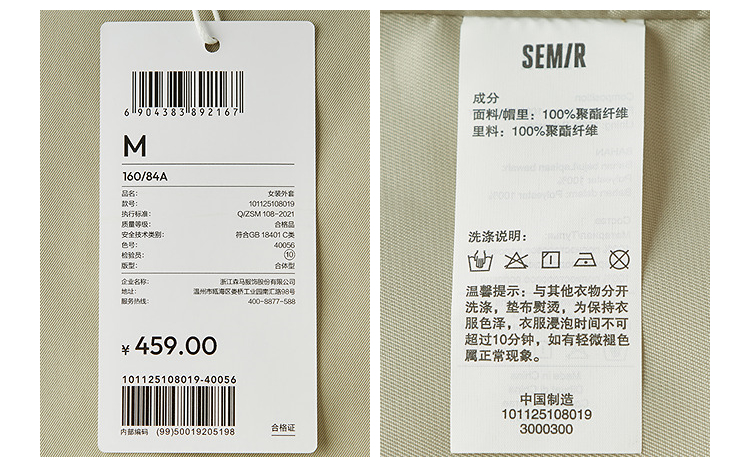 6 904383 892167
M
160/84A
品名: 女装外套
款号: 101125108019
执行标准: Q/ZSM 108-2021
质量等级: 合格品
安全技术类别: 符合GB 18401 C类
色号: 40056
检验员: 10
版型: 合体型
企业名称: 浙江森马服饰股份有限公司
地址: 温州市瓯海区娄桥工业园南汇路98号
服务热线: 400-8877-588
¥ 459.00
101125108019-40056
内部编码 (99)50019205198
合格证
SEMIR
成分
面料/帽里：100%聚酯纤维
里料：100%聚酯纤维
洗涤说明：
温馨提示：与其他衣物分开
洗涤，垫布熨烫，为保持衣
服色泽，衣服浸泡时间不可
超过10分钟，如有轻微褪色
属正常现象。
中国制造
101125108019
3000300